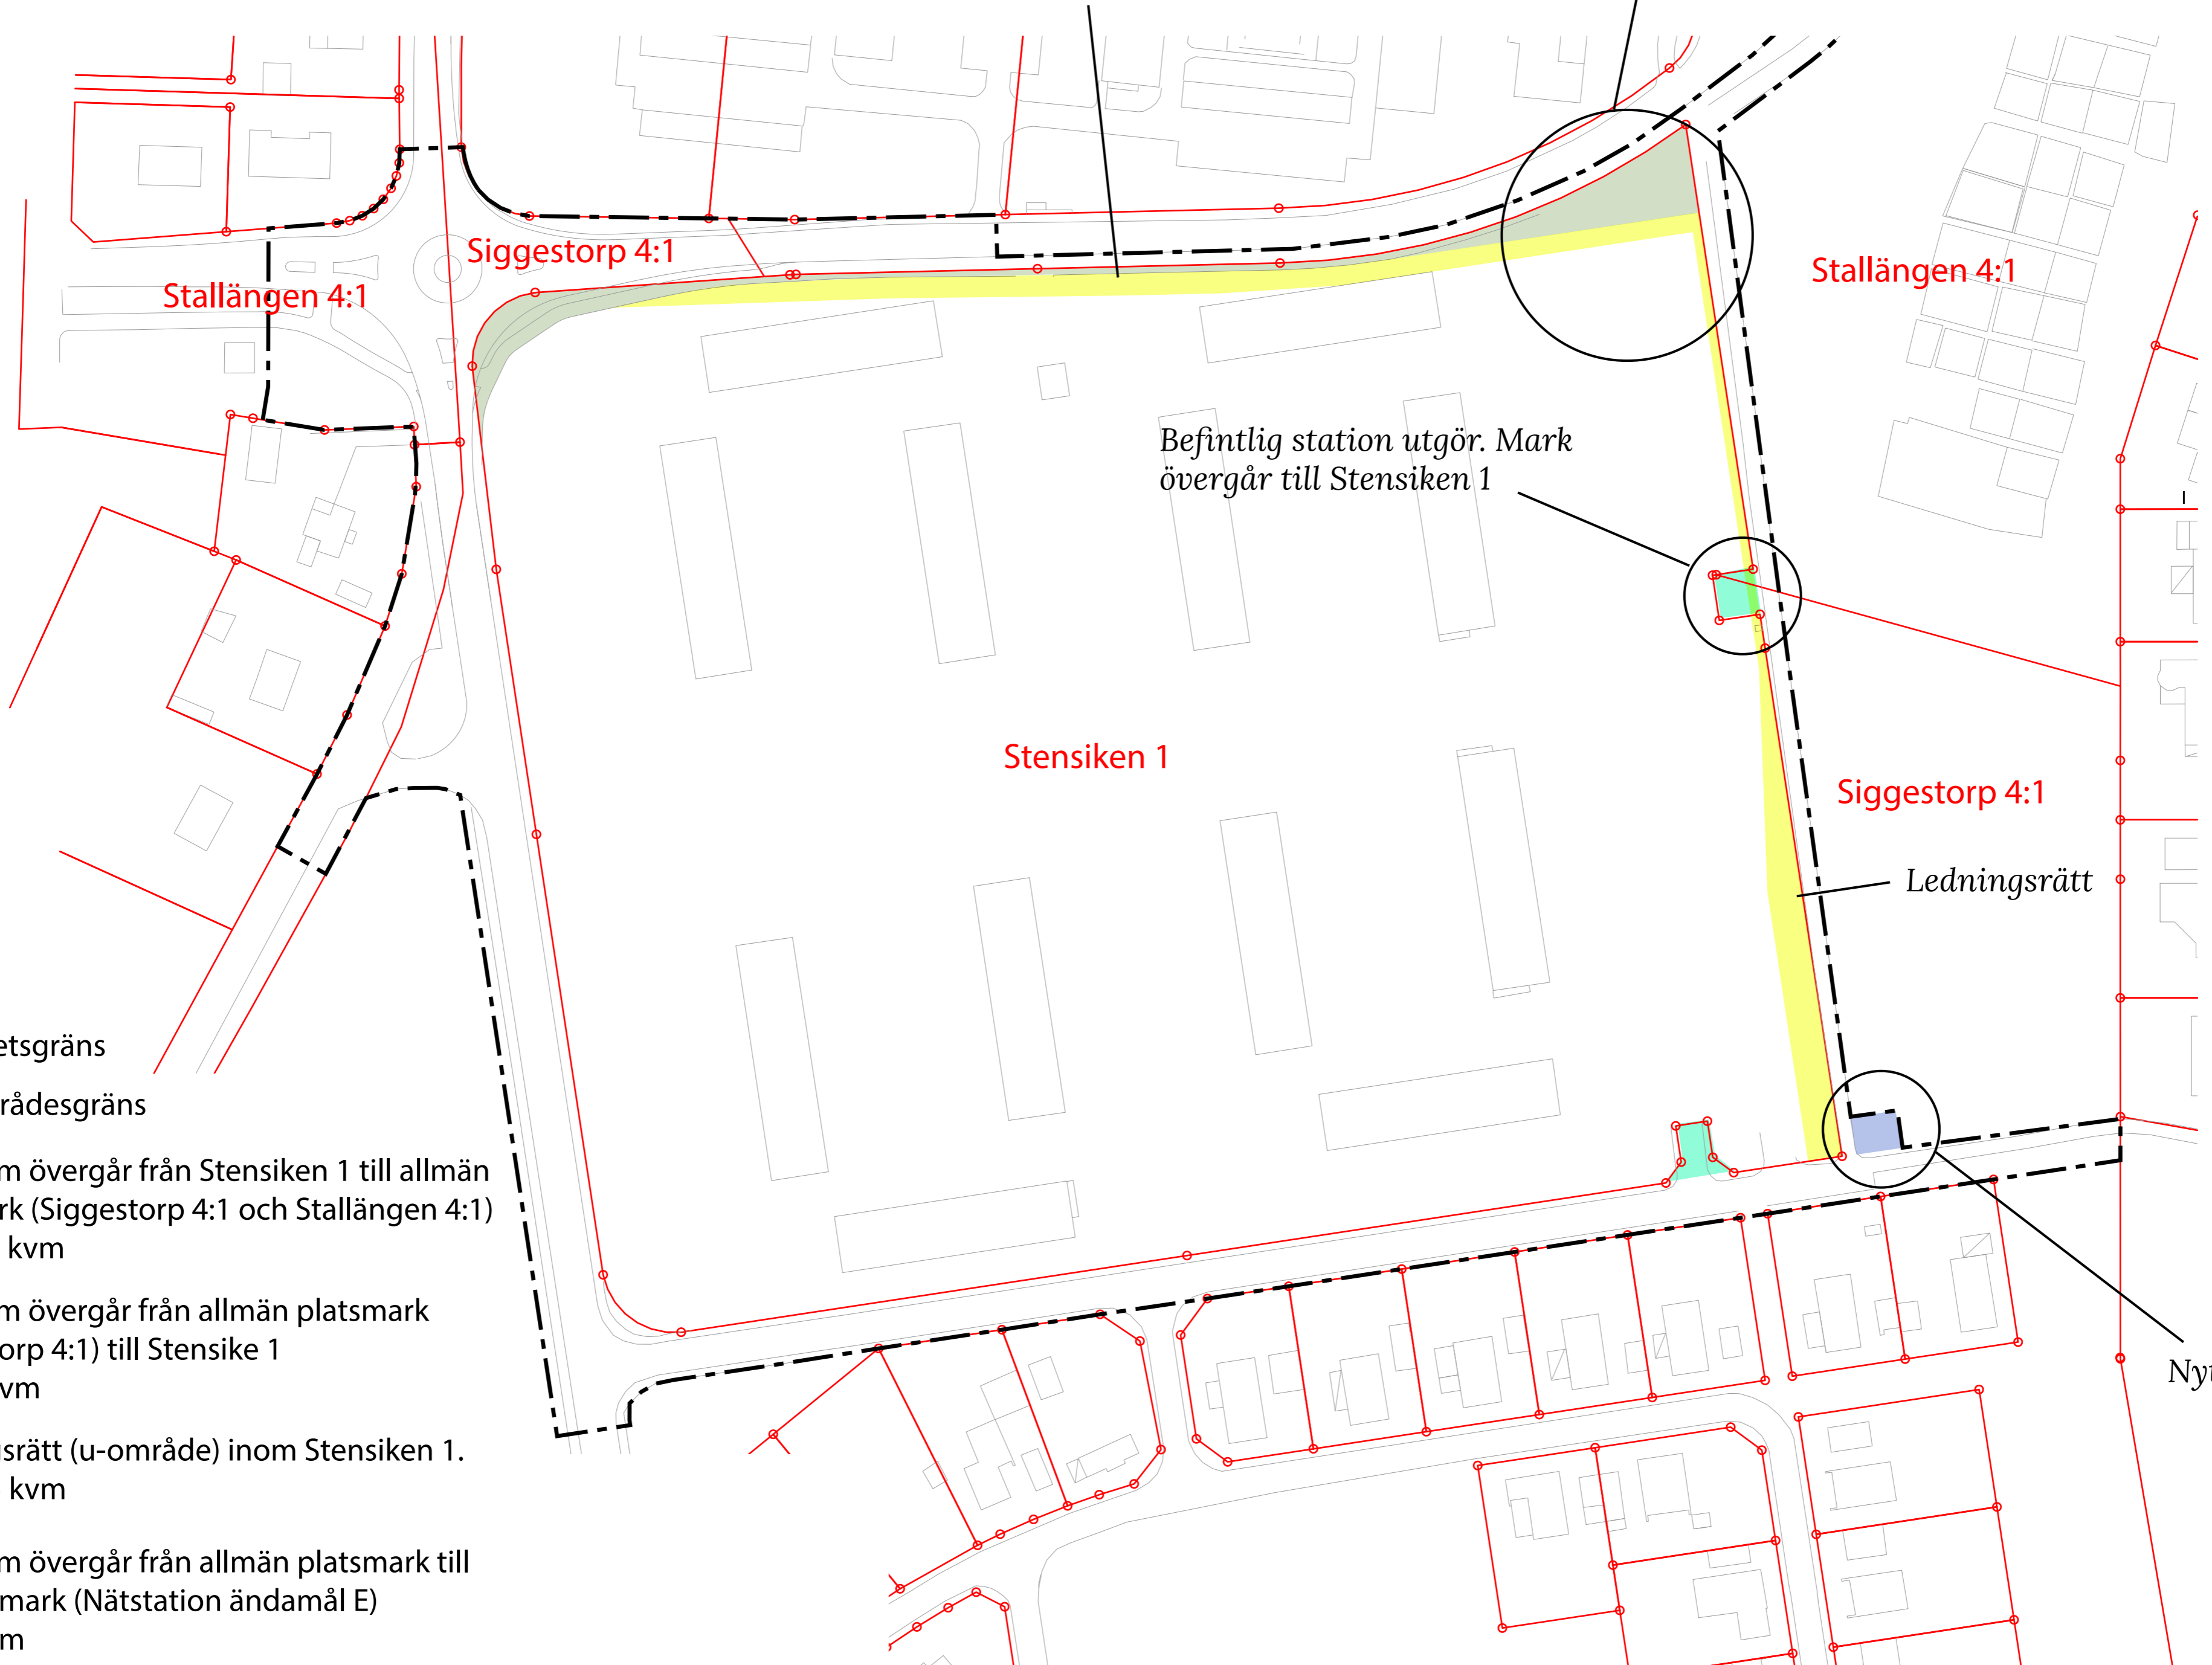 Siggestorp 4:1
Stallängen 4:1
Stallängen 4:1
Befintlig station utgör. Mark
övergår till Stensiken 1
Stensiken 1
Siggestorp 4:1
Ledningsrätt
etsgräns
rådesgräns
m övergår från Stensiken 1 till allmän
rk (Siggestorp 4:1 och Stallängen 4:1)
kvm
m övergår från allmän platsmark
orp 4:1) till Stensike 1
vm
srätt (u-område) inom Stensiken 1.
kvm
m övergår från allmän platsmark till
mark (Nätstation ändamål E)
m